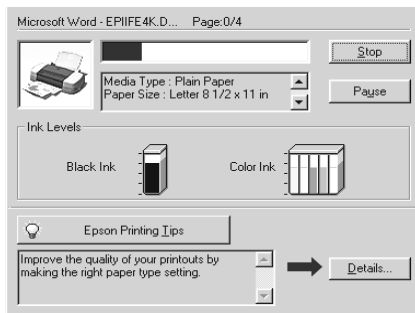 Microsoft Word - EPIIFE4K.D... Page:0/4
Stop
Media Type : Plain Paper
Paper Size : Letter 8 1/2 x 11 in
Pause
Ink Levels
Black Ink
Color Ink
Epson Printing Tips
Improve the quality of your printouts by
making the right paper type setting.
Details...